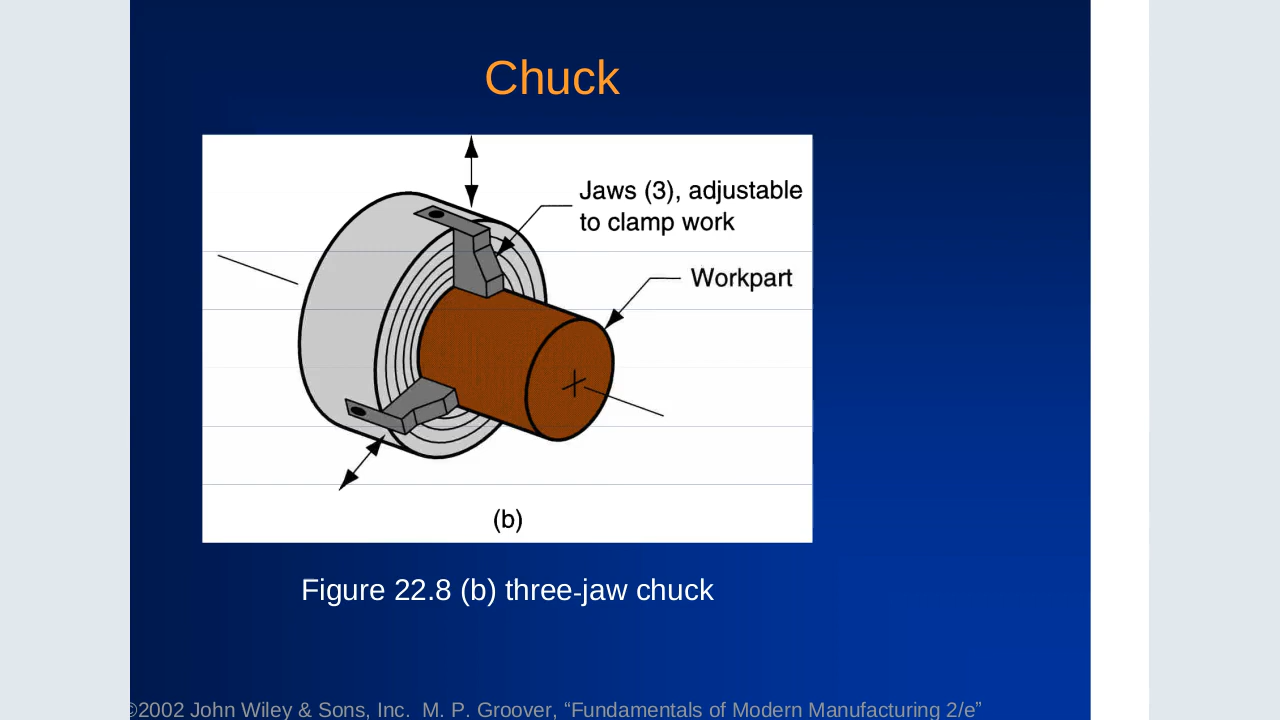 Chuck
Jaws (3), adjustable
to clamp work
Workpart
(b)
Figure 22.8 (b) three-jaw chuck
©2002 John Wiley & Sons, Inc.  M. P. Groover, “Fundamentals of Modern Manufacturing 2/e”